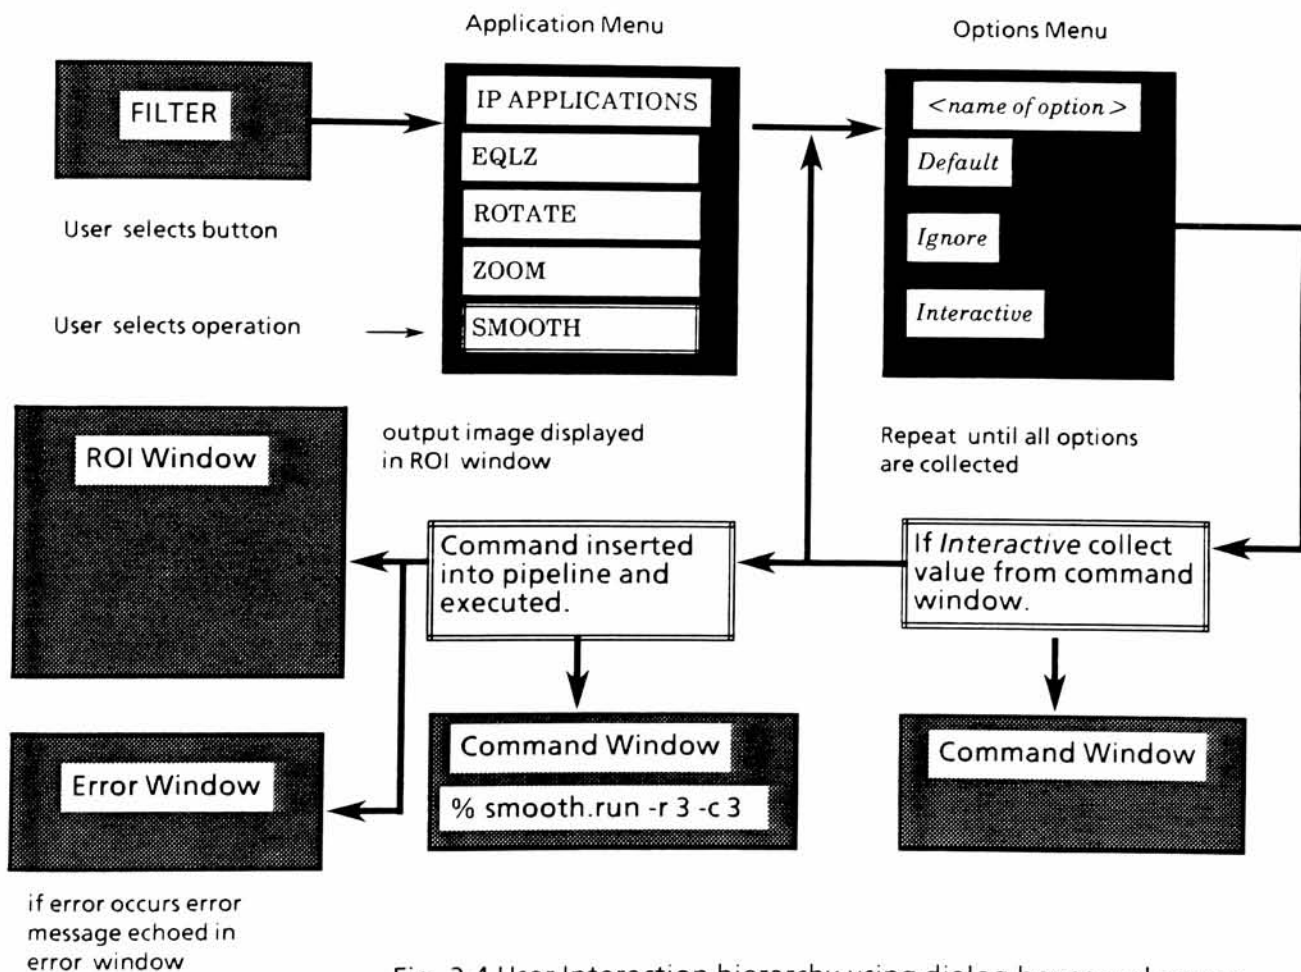 Application Menu
Options Menu
FILTER
IP APPLICATIONS
EQLZ
ROTATE
ZOOM
SMOOTH
<name of option>
Default
Ignore
Interactive
User selects button
User selects operation
ROI Window
output image displayed
in ROI window
Repeat until all options
are collected
Command inserted
into pipeline and
executed.
If Interactive collect
value from command
window.
Error Window
Command Window
% smooth.run -r 3 -c 3
Command Window
if error occurs error
message echoed in
error window